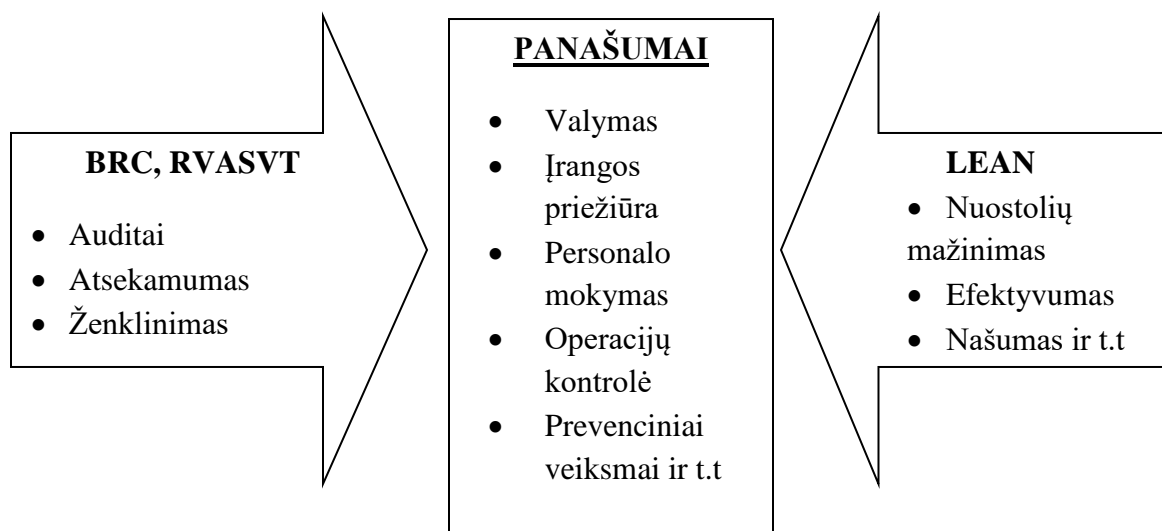 BRC, RVASVT
• Auditai
• Atsekamumas
• Ženklinimas
PANAŠUMAI
• Valymas
• Įrangos
priežiūra
• Personalo
mokymas
• Operacijų
kontrolė
• Prevenciniai
veiksmai ir t.t
LEAN
• Nuostolių
mažinimas
• Efektyvumas
• Našumas ir t.t